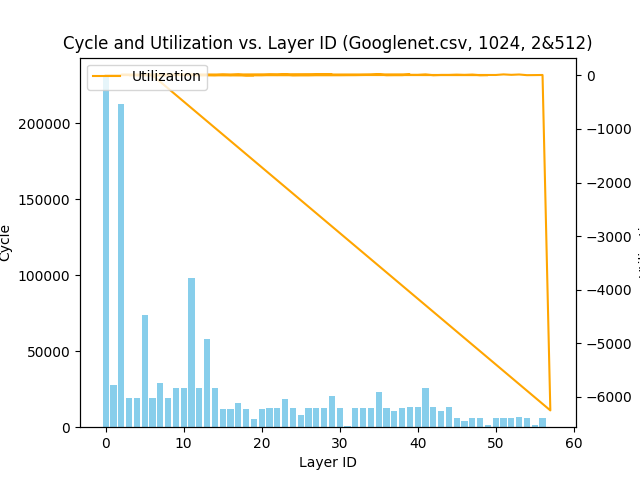 Cycle and Utilization vs. Layer ID (Googlenet.csv, 1024, 2&512)
Utilization
200000
150000
100000
50000
0
Cycle
0
−1000
−2000
−3000
−4000
−5000
−6000
0 10 20 30 40 50 60
Layer ID